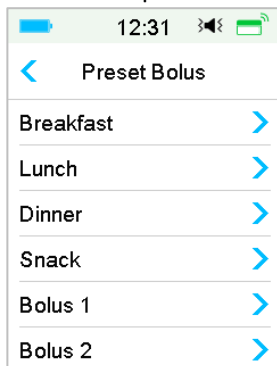 12:31
Preset Bolus
Breakfast
Lunch
Dinner
Snack
Bolus 1
Bolus 2